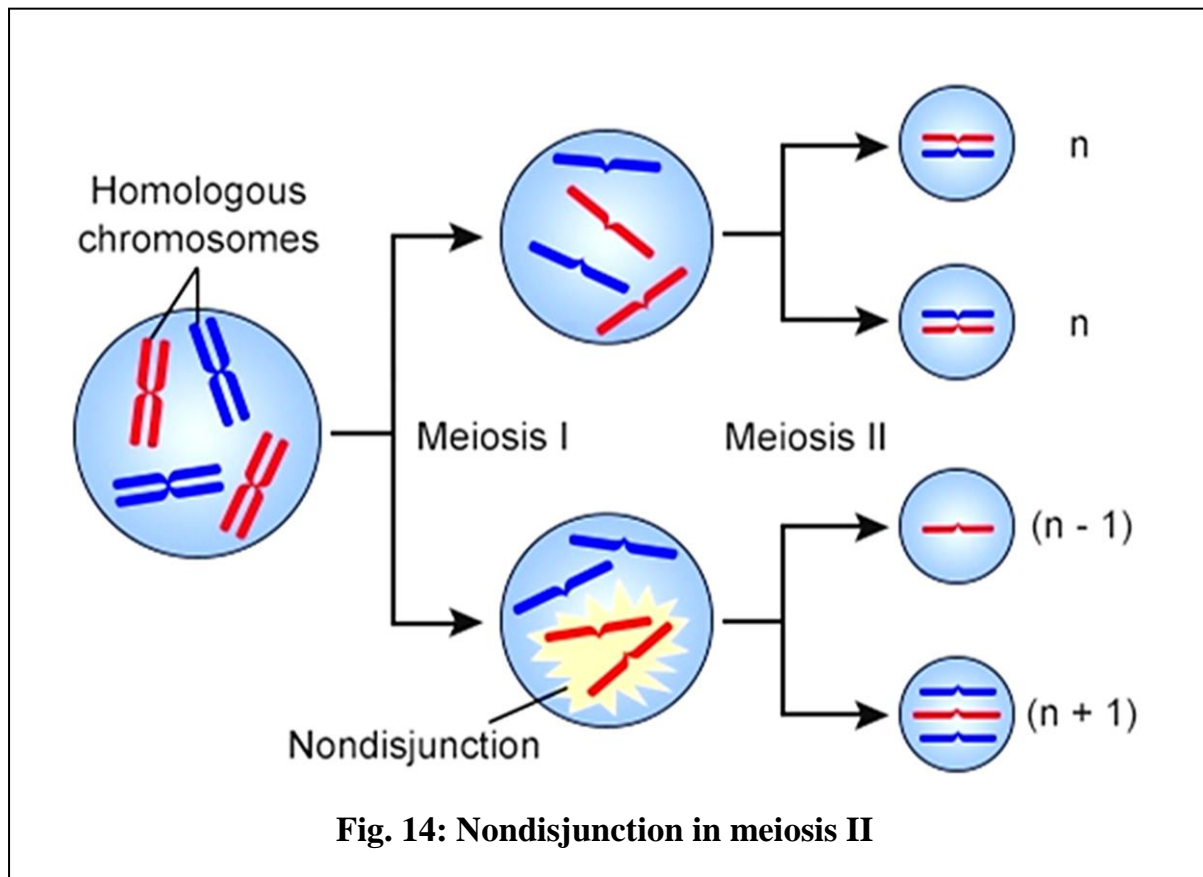 Homologous
chromosomes
Meiosis I
Meiosis II
Nondisjunction
n
n
(n - 1)
(n + 1)
Fig. 14: Nondisjunction in meiosis II